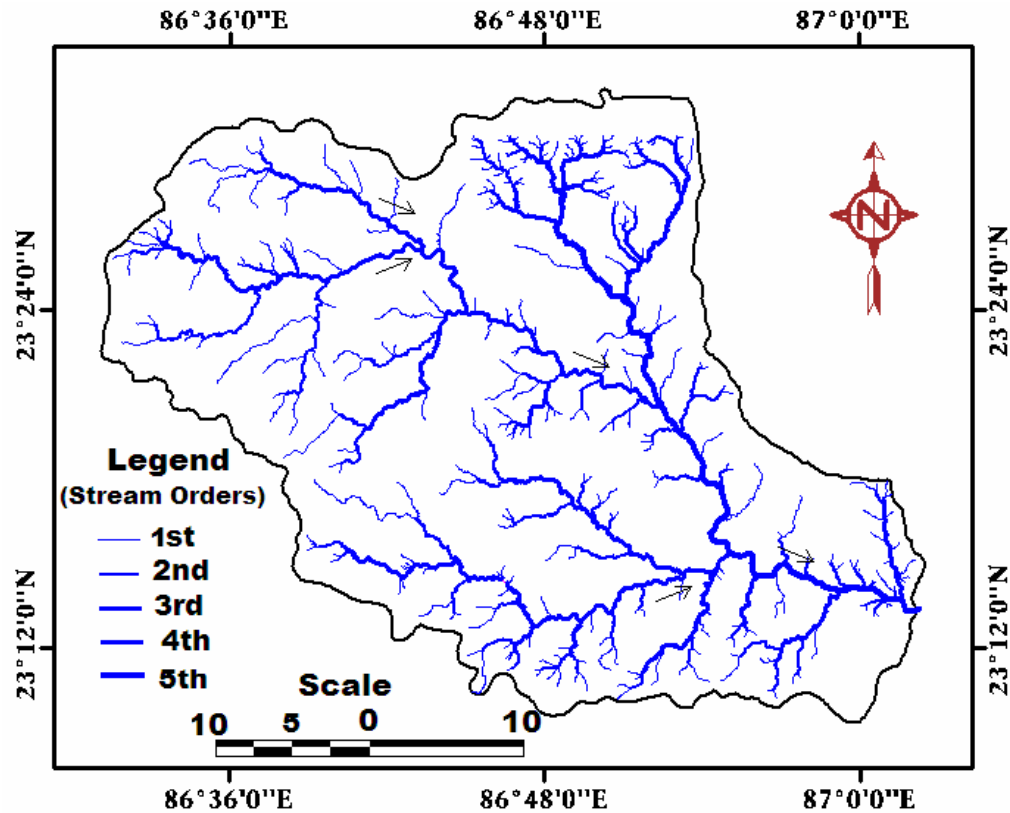 86°36'0"E 86°48'0"E 87°0'0"E
N
23°24'0"N 23°24'0"N
Legend
(Stream Orders)
1st
2nd
3rd
4th
5th
23°12'0"N 23°12'0"N
Scale
10 5 0 10
86°36'0"E 86°48'0"E 87°0'0"E